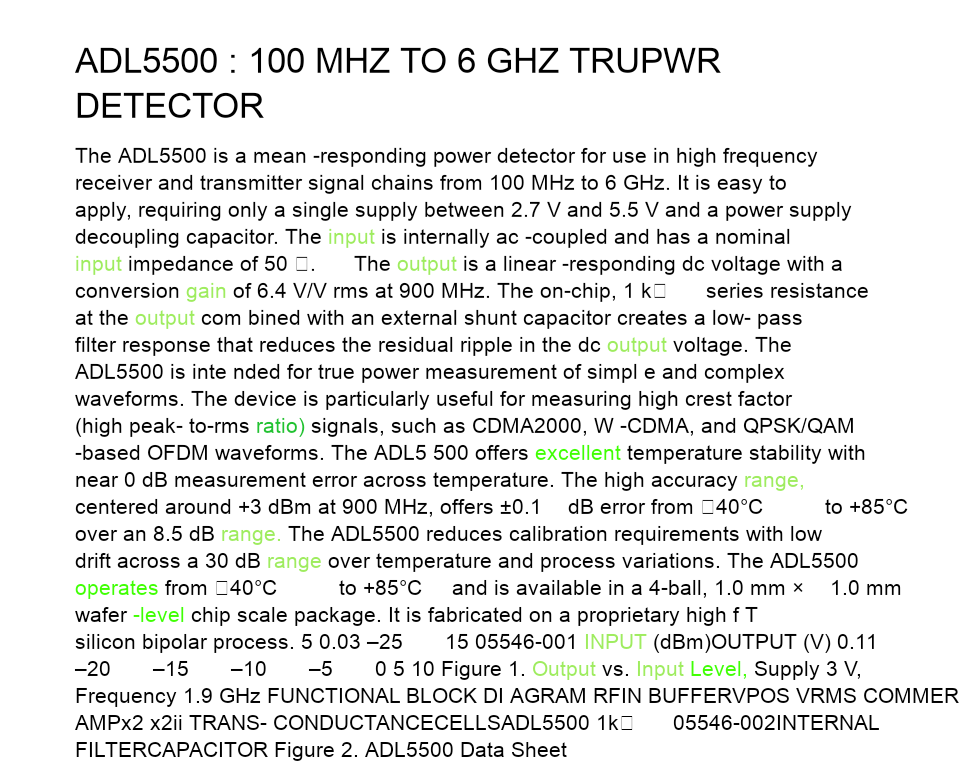 ADL5500 : 100 MHZ TO 6 GHZ TRUPWR
DETECTOR
The ADL5500 is a mean -responding power detector for use in high frequency
receiver and transmitter signal chains from 100 MHz to 6 GHz. It is easy to
apply, requiring only a single supply between 2.7 V and 5.5 V and a power supply
decoupling capacitor. The input is internally ac -coupled and has a nominal
input impedance of 50 □. The output is a linear -responding dc voltage with a
conversion gain of 6.4 V/V rms at 900 MHz. The on-chip, 1 k□ series resistance
at the output com bined with an external shunt capacitor creates a low- pass
filter response that reduces the residual ripple in the dc output voltage. The
ADL5500 is inte nded for true power measurement of simpl e and complex
waveforms. The device is particularly useful for measuring high crest factor
(high peak- to-rms ratio) signals, such as CDMA2000, W -CDMA, and QPSK/QAM
-based OFDM waveforms. The ADL5 500 offers excellent temperature stability with
near 0 dB measurement error across temperature. The high accuracy range,
centered around +3 dBm at 900 MHz, offers ±0.1 dB error from □40°C to +85°C
over an 8.5 dB range. The ADL5500 reduces calibration requirements with low
drift across a 30 dB range over temperature and process variations. The ADL5500
operates from □40°C to +85°C and is available in a 4-ball, 1.0 mm × 1.0 mm
wafer -level chip scale package. It is fabricated on a proprietary high f T
silicon bipolar process. 5 0.03 –25 15 05546-001 INPUT (dBm)OUTPUT (V) 0.11
–20 –15 –10 –5 0 5 10 Figure 1. Output vs. Input Level, Supply 3 V,
Frequency 1.9 GHz FUNCTIONAL BLOCK DI AGRAM RFIN BUFFERVPOS VRMS COMMER
AMPx2 x2ii TRANS- CONDUCTANCECELLSADL5500 1k□ 05546-002INTERNAL
FILTERCAPACITOR Figure 2. ADL5500 Data Sheet